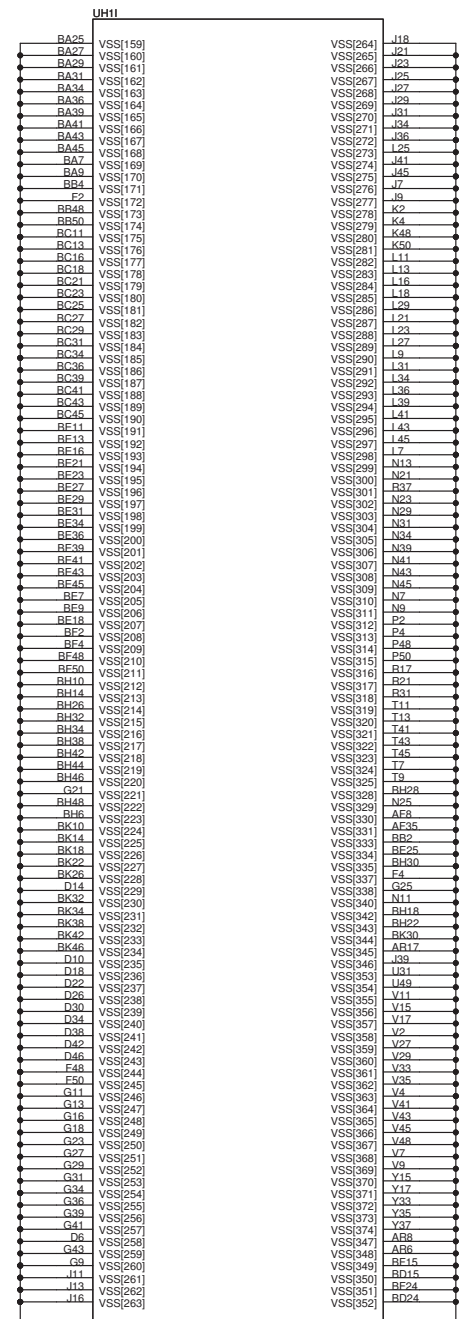 UH1I
BA25 VSS[159] VSS[264] J18
BA27 VSS[160] VSS[265] J21
BA29 VSS[161] VSS[266] J23
BA31 VSS[162] VSS[267] J25
BA34 VSS[163] VSS[268] J27
BA36 VSS[164] VSS[269] J29
BA39 VSS[165] VSS[270] J31
BA41 VSS[166] VSS[271] J34
BA43 VSS[167] VSS[272] J36
BA45 VSS[168] VSS[273] L25
BA7 VSS[169] VSS[274] J41
BA9 VSS[170] VSS[275] J45
BB4 VSS[171] VSS[276] J7
F2 VSS[172] VSS[277] J9
BB48 VSS[173] VSS[278] K2
BB50 VSS[174] VSS[279] K4
BC11 VSS[175] VSS[280] K48
BC13 VSS[176] VSS[281] K50
BC16 VSS[177] VSS[282] L11
BC18 VSS[178] VSS[283] L13
BC21 VSS[179] VSS[284] L16
BC23 VSS[180] VSS[285] L18
BC25 VSS[181] VSS[286] L29
BC27 VSS[182] VSS[287] L21
BC29 VSS[183] VSS[288] L23
BC31 VSS[184] VSS[289] L27
BC34 VSS[185] VSS[290] L9
BC36 VSS[186] VSS[291] L31
BC39 VSS[187] VSS[292] L34
BC41 VSS[188] VSS[293] L36
BC43 VSS[189] VSS[294] L39
BC45 VSS[190] VSS[295] L41
BE11 VSS[191] VSS[296] L43
BE13 VSS[192] VSS[297] L45
BE16 VSS[193] VSS[298] L7
BE21 VSS[194] VSS[299] N13
BE23 VSS[195] VSS[300] N21
BE27 VSS[196] VSS[301] R37
BE29 VSS[197] VSS[302] N23
BE31 VSS[198] VSS[303] N29
BE34 VSS[199] VSS[304] N31
BE36 VSS[200] VSS[305] N34
BE39 VSS[201] VSS[306] N39
BE41 VSS[202] VSS[307] N41
BE43 VSS[203] VSS[308] N43
BE45 VSS[204] VSS[309] N45
BE7 VSS[205] VSS[310] N7
BE9 VSS[206] VSS[311] N9
BE18 VSS[207] VSS[312] P2
BF2 VSS[208] VSS[313] P4
BF4 VSS[209] VSS[314] P48
BF48 VSS[210] VSS[315] P50
BF50 VSS[211] VSS[316] R17
BH10 VSS[212] VSS[317] R21
BH14 VSS[213] VSS[318] R31
BH26 VSS[214] VSS[319] T11
BH32 VSS[215] VSS[320] T13
BH34 VSS[216] VSS[321] T41
BH38 VSS[217] VSS[322] T43
BH42 VSS[218] VSS[323] T45
BH44 VSS[219] VSS[324] T7
BH46 VSS[220] VSS[325] T9
G21 VSS[221] VSS[328] BH28
BH48 VSS[222] VSS[329] N25
BH6 VSS[223] VSS[330] AF8
BK10 VSS[224] VSS[331] AF35
BK14 VSS[225] VSS[333] BB2
BK18 VSS[226] VSS[334] BE25
BK22 VSS[227] VSS[335] BH30
BK26 VSS[228] VSS[337] F4
D14 VSS[229] VSS[338] G25
BK32 VSS[230] VSS[340] N11
BK34 VSS[231] VSS[342] BH18
BK38 VSS[232] VSS[343] BH22
BK42 VSS[233] VSS[344] BK30
BK46 VSS[234] VSS[345] AR17
D10 VSS[235] VSS[346] J39
D18 VSS[236] VSS[353] U31
D22 VSS[237] VSS[354] U49
D26 VSS[238] VSS[355] V11
D30 VSS[239] VSS[356] V15
D34 VSS[240] VSS[357] V17
D38 VSS[241] VSS[358] V2
D42 VSS[242] VSS[359] V27
D46 VSS[243] VSS[360] V29
F48 VSS[244] VSS[361] V33
F50 VSS[245] VSS[362] V35
G11 VSS[246] VSS[363] V4
G13 VSS[247] VSS[364] V41
G16 VSS[248] VSS[365] V43
G18 VSS[249] VSS[366] V45
G23 VSS[250] VSS[367] V48
G27 VSS[251] VSS[368] V7
G29 VSS[252] VSS[369] V9
G31 VSS[253] VSS[370] Y15
G34 VSS[254] VSS[371] Y17
G36 VSS[255] VSS[372] Y33
G39 VSS[256] VSS[373] Y35
G41 VSS[257] VSS[374] Y37
D6 VSS[258] VSS[347] AR8
G43 VSS[259] VSS[348] AR6
G9 VSS[260] VSS[349] BE15
J11 VSS[261] VSS[350] BD15
J13 VSS[262] VSS[351] BE24
J16 VSS[263] VSS[352] BD24